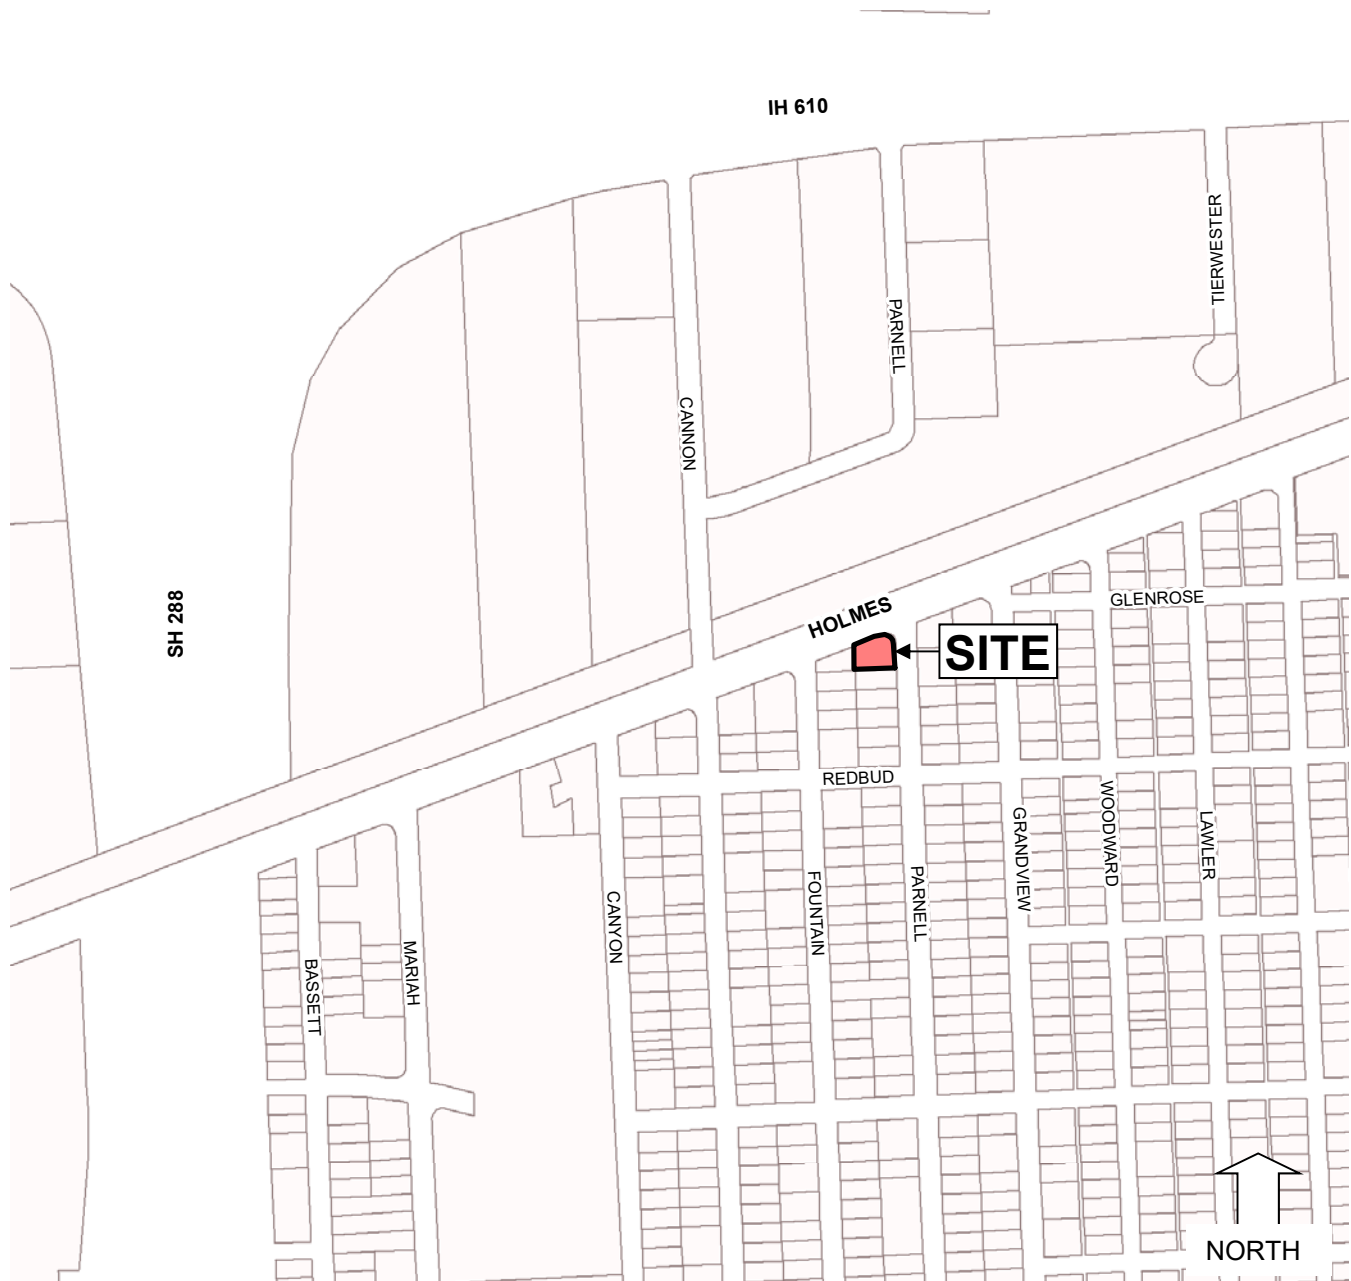 IH 610
TIERWESTER
PARNELL
CANNON
SH 288
HOLMES
GLENROSE
SITE
REDBUD
WOODWARD
GRANDVIEW
LAWLER
FOUNTAIN
PARNELL
CANYON
MARIAH
BASSETT
NORTH